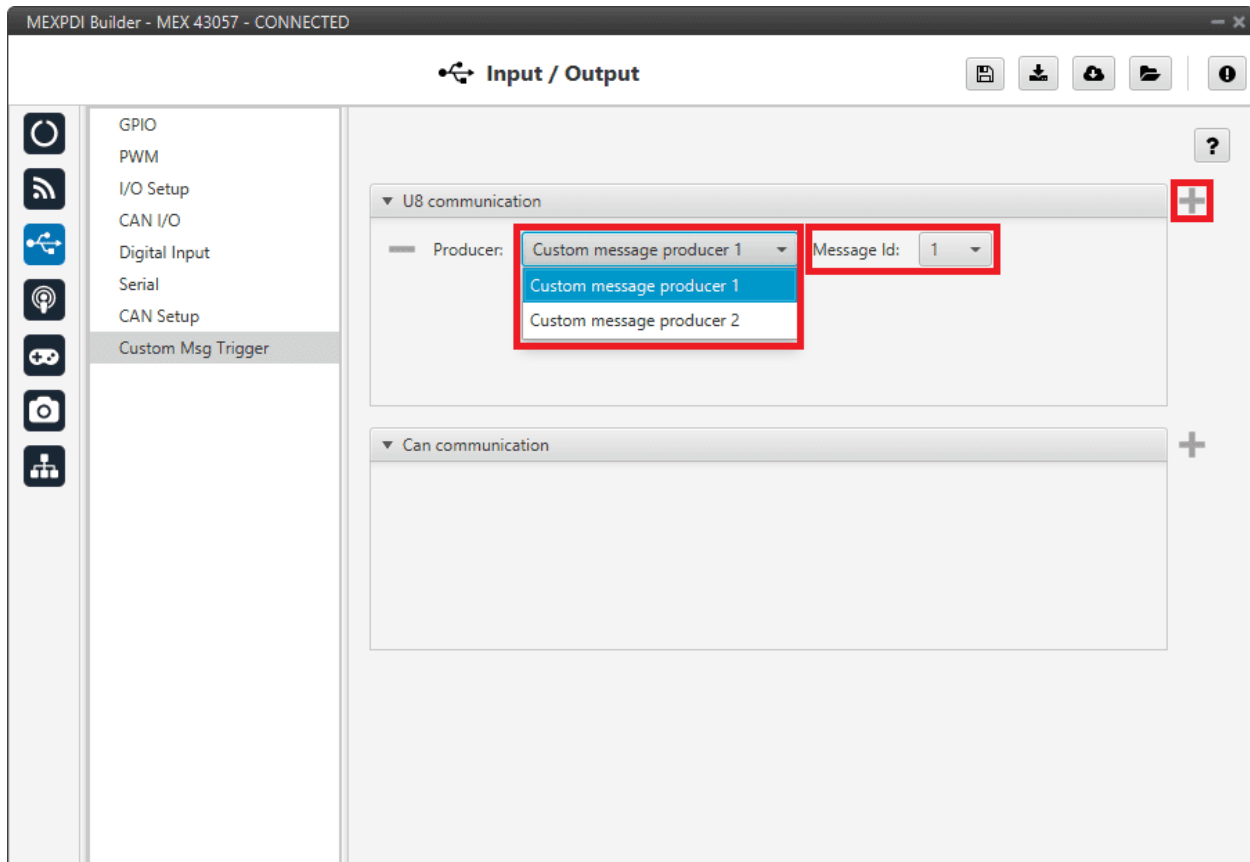 MEXPDI Builder - MEX 43057 - CONNECTED
Input / Output
GPIO
PWM
I/O Setup
CAN I/O
Digital Input
Serial
CAN Setup
Custom Msg Trigger
?
U8 communication
Producer: Custom message producer 1 Message Id: 1
Custom message producer 1
Custom message producer 2
Can communication